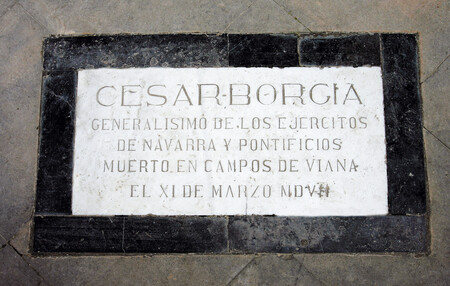 CESAR·BORGIA
GENERALISIMO DE LOS EJERCITOS
DE NAVARRA Y PONTIFICIOS
MUERTO EN CAMPOS DE VIANA
EL XI DE MARZO MDVII